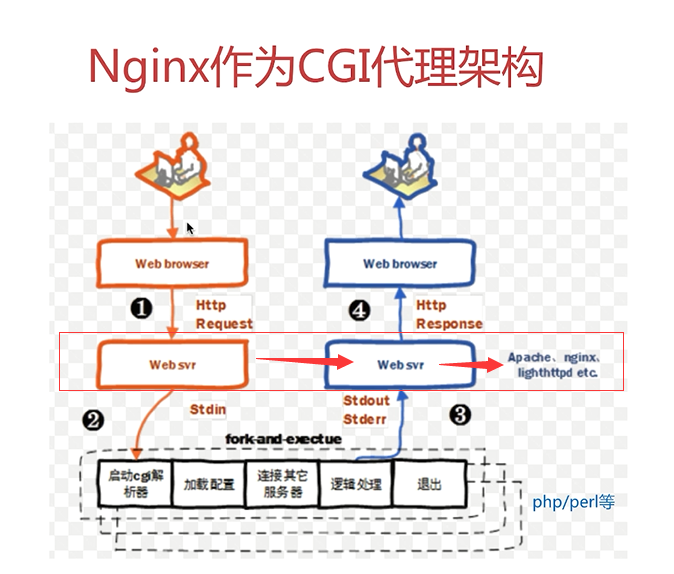 Nginx作为CGI代理架构
Web browser
Web browser
❶
Http
Request
❹
Http
Response
Web svr
Web svr
Apache、nginx、
lighthttpd etc.
❷
Stdin
Stdout
Stderr
❸
fork-and-exectue
启动cgi解
析器
加载配置
连接其它
服务器
逻辑处理
退出
php/perl等